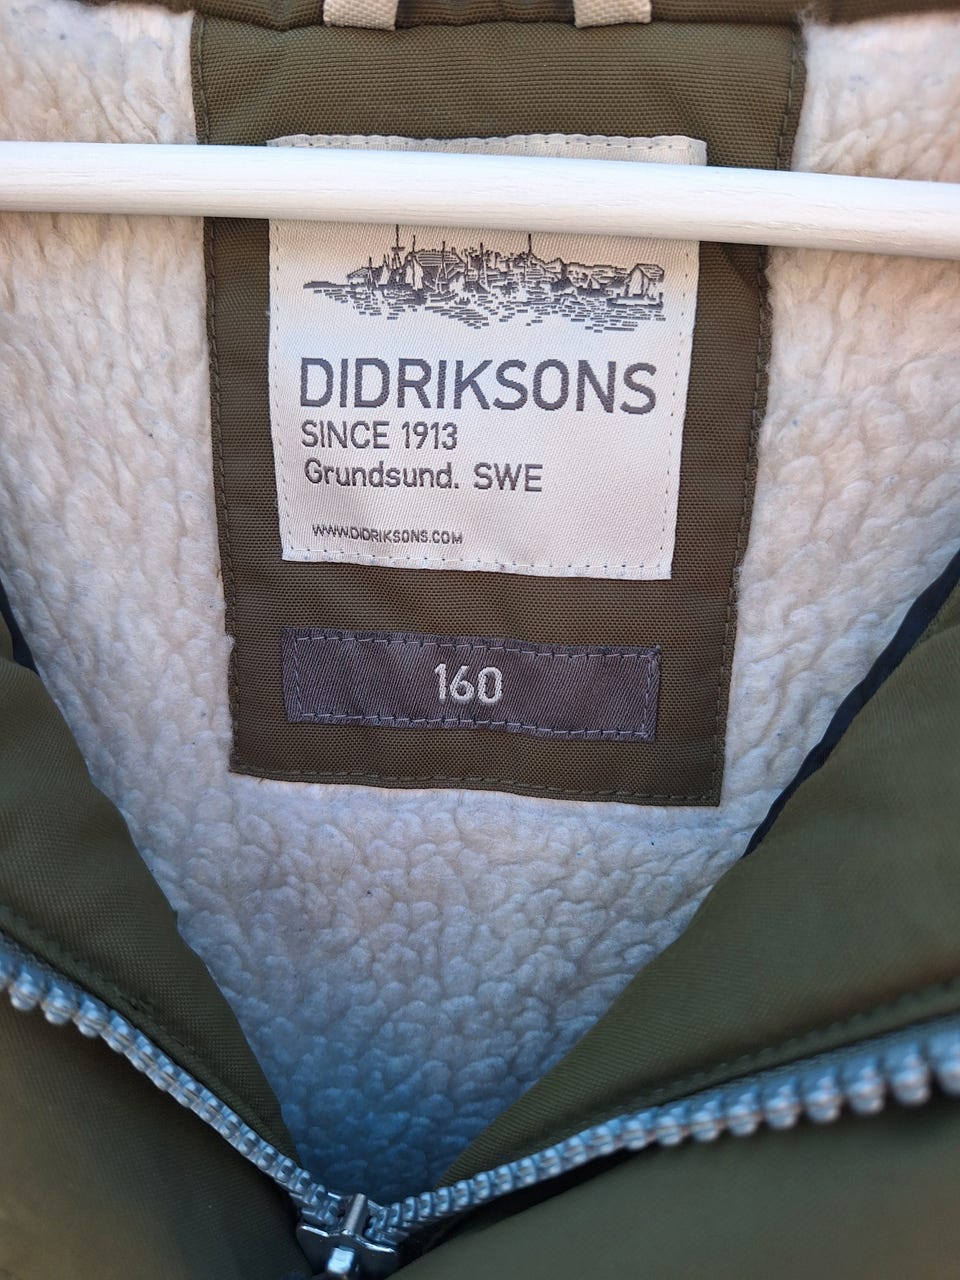 DIDRIKSONS
SINCE 1913
Grundsund. SWE
WWW.DIDRIKSONS.COM
160